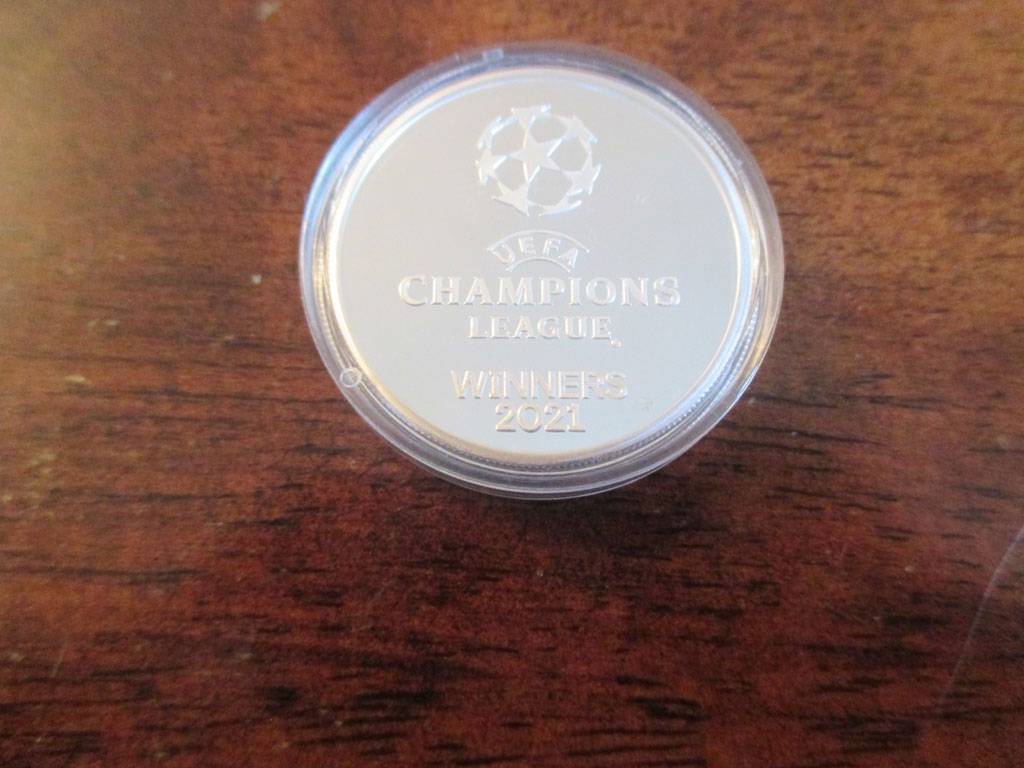 UEFA
CHAMPIONS
LEAGUE
WINNERS
2021